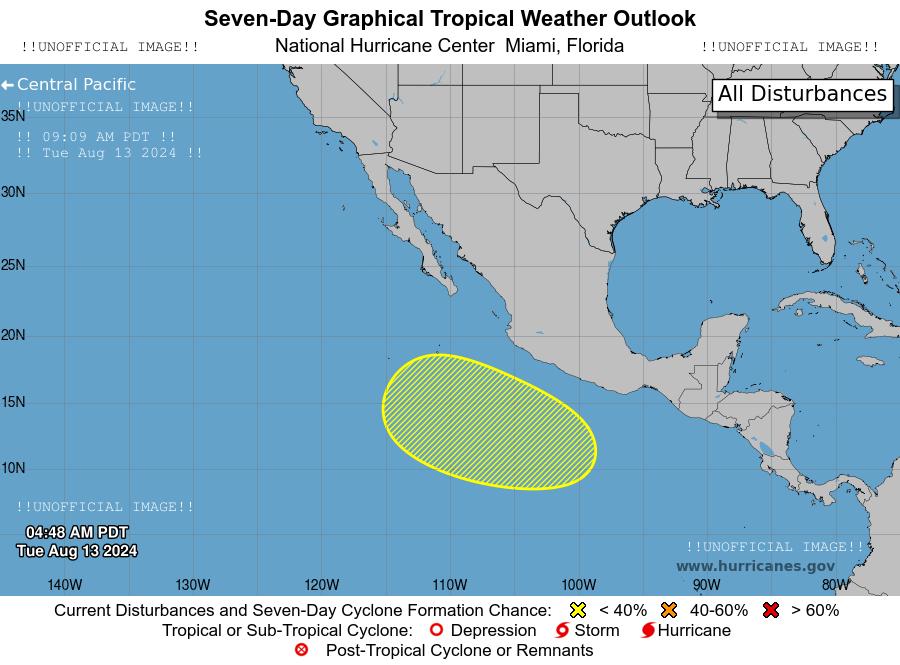 Seven-Day Graphical Tropical Weather Outlook
!!UNOFFICIAL IMAGE!! National Hurricane Center Miami, Florida !!UNOFFICIAL IMAGE!!
Central Pacific
All Disturbances
!!UNOFFICIAL IMAGE!!
35N
!! 09:09 AM PDT !!
!! Tue Aug 13 2024 !!
30N
25N
20N
15N
10N
!!UNOFFICIAL IMAGE!!
04:48 AM PDT
Tue Aug 13 2024
!!UNOFFICIAL IMAGE!!
www.hurricanes.gov
140W 130W 120W 110W 100W 90W 80W
Current Disturbances and Seven-Day Cyclone Formation Chance: < 40% 40-60% > 60%
Tropical or Sub-Tropical Cyclone: Depression Storm Hurricane
Post-Tropical Cyclone or Remnants